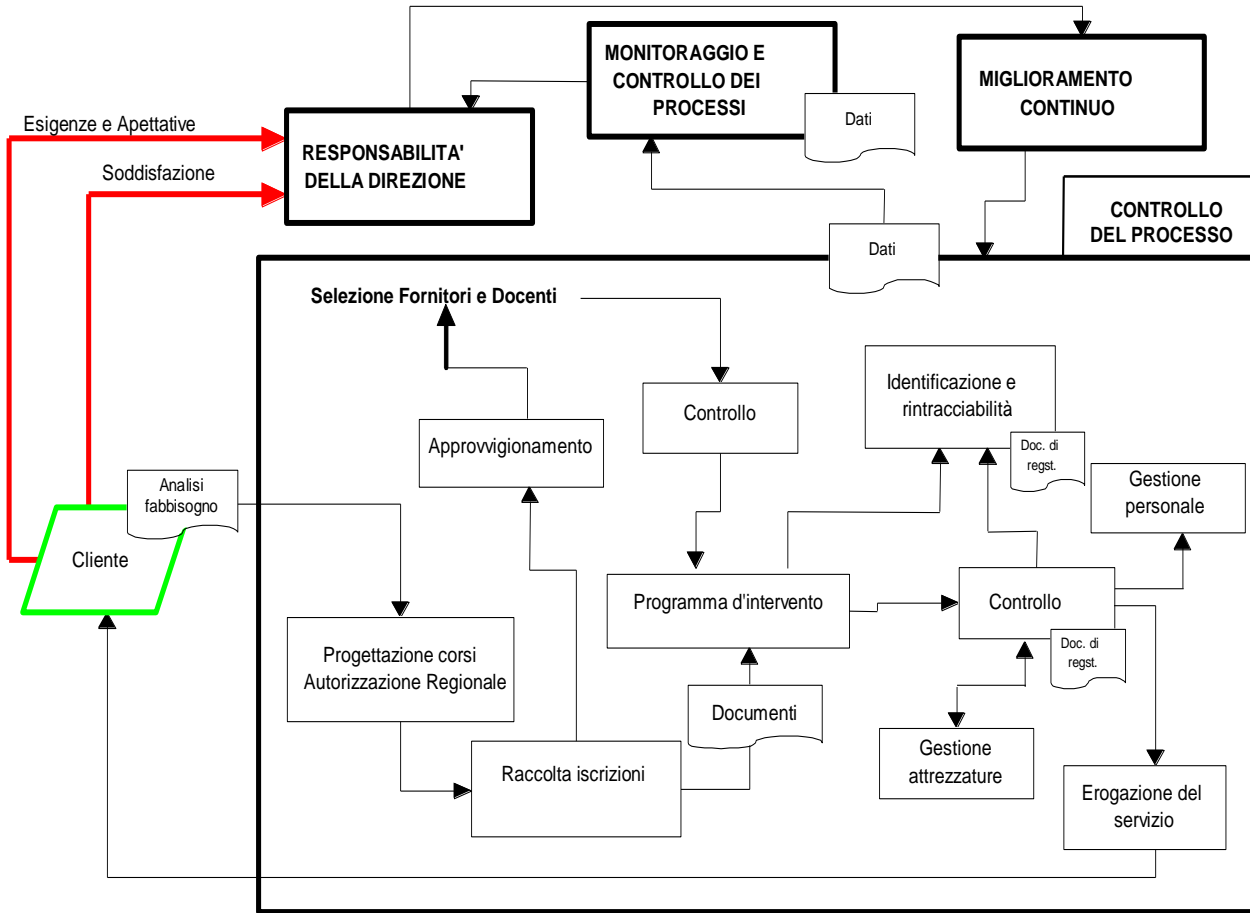 MONITORAGGIO E
CONTROLLO DEI
PROCESSI
Dati
MIGLIORAMENTO
CONTINUO
Esigenze e Apettative
RESPONSABILITA'
DELLA DIREZIONE
Soddisfazione
CONTROLLO
DEL PROCESSO
Dati
Selezione Fornitori e Docenti
Identificazione e
rintracciabilità
Doc. di
regst.
Controllo
Approvvigionamento
Gestione
personale
Analisi
fabbisogno
Cliente
Programma d'intervento
Controllo
Doc. di
regst.
Progettazione corsi
Autorizzazione Regionale
Documenti
Gestione
attrezzature
Raccolta iscrizioni
Erogazione del
servizio